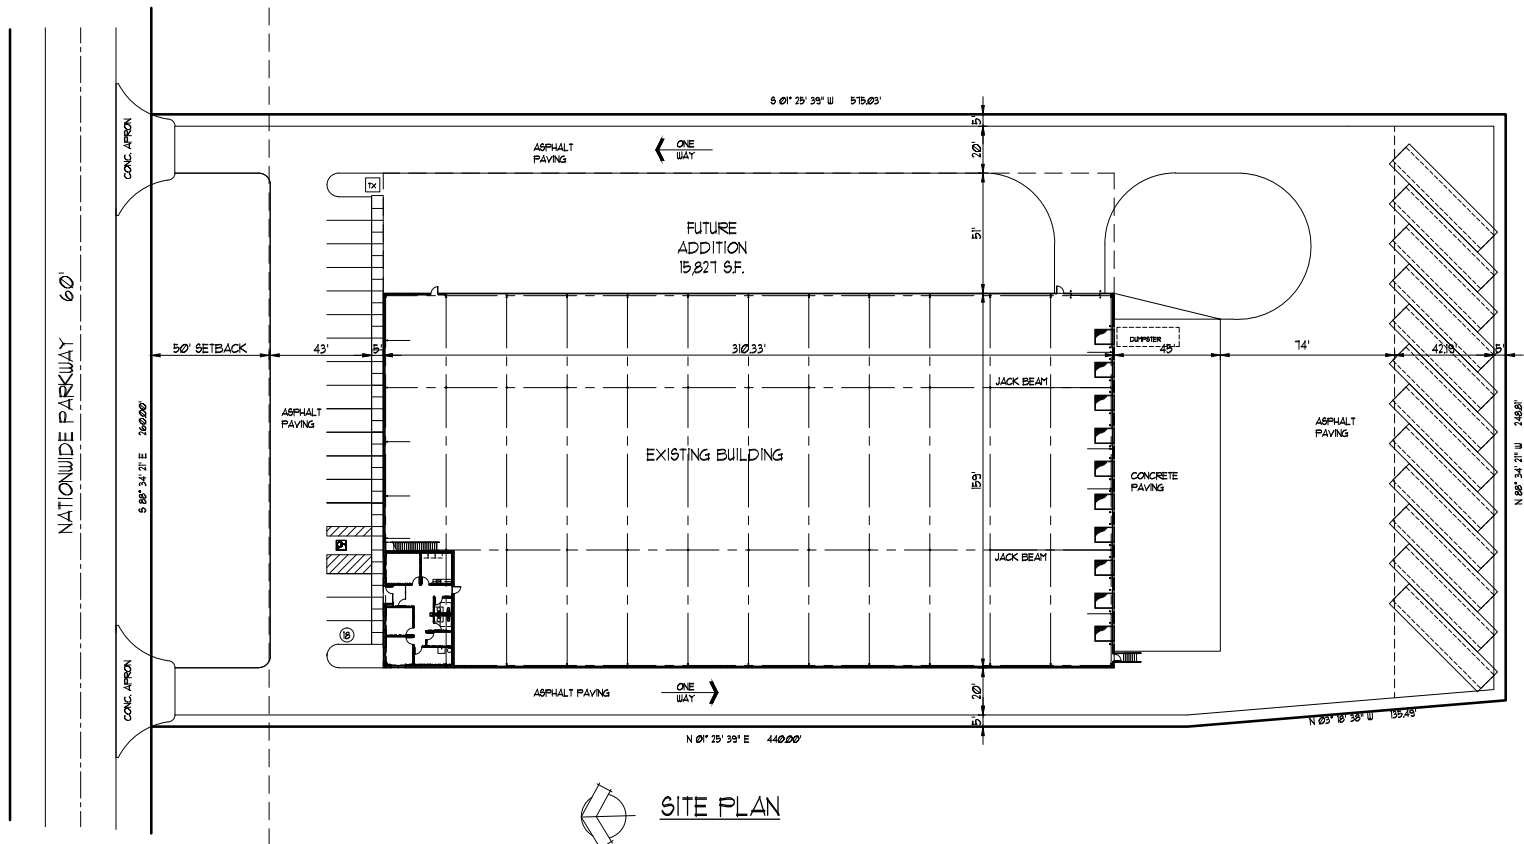 S 01° 25' 39" W 575.03'
CONC. APRON
ASPHALT
PAVING
ONE
WAY
5'
20'
TX
FUTURE
ADDITION
15,827 S.F.
51'
NATIONWIDE PARKWAY 60'
50' SETBACK
43'
5'
310.33'
DUMPSTER
45'
74'
42.19'
5'
JACK BEAM
S 88° 34' 21" E 260.00'
ASPHALT
PAVING
EXISTING BUILDING
159'
CONCRETE
PAVING
ASPHALT
PAVING
N 88° 34' 21" W 248.81'
JACK BEAM
18
CONC. APRON
ASPHALT PAVING
ONE
WAY
20'
5'
N 01° 25' 39" E 440.00'
N 03° 18' 38" W 135.49'
SITE PLAN